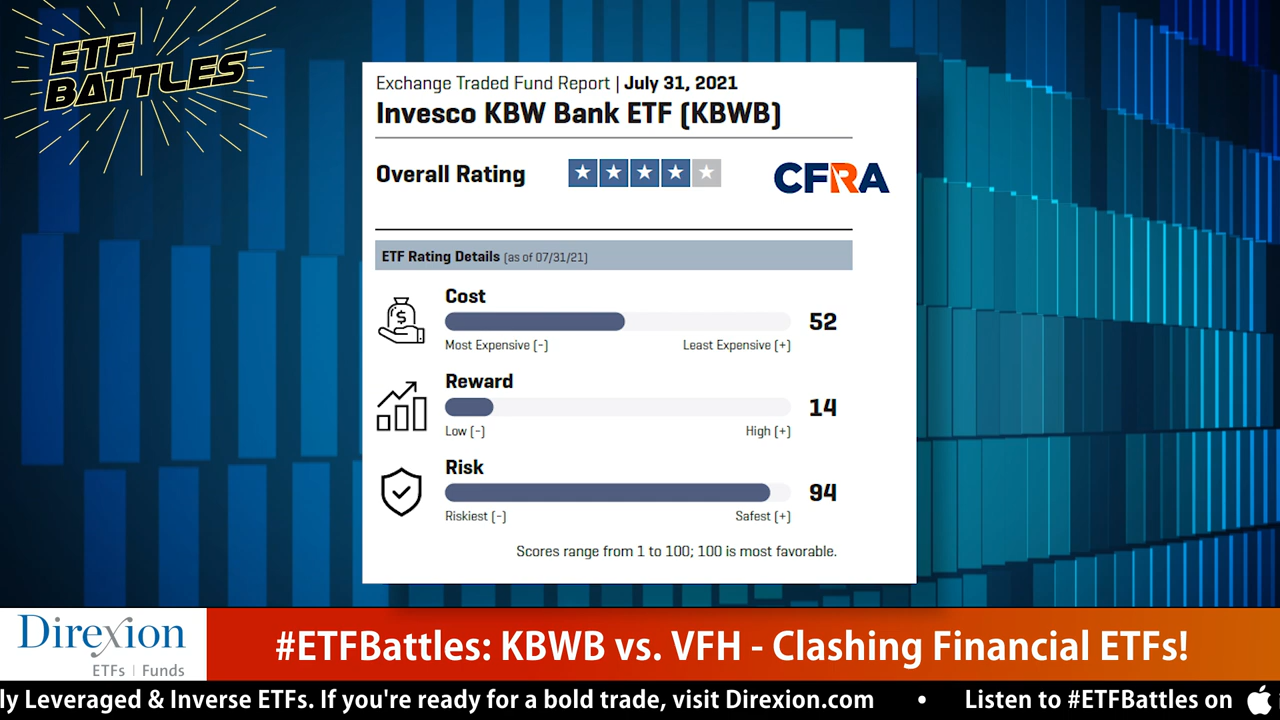 ETF
BATTLES
Exchange Traded Fund Report | July 31, 2021
Invesco KBW Bank ETF (KBWB)
Overall Rating
CFRA
ETF Rating Details (as of 07/31/21)
Cost
52
Most Expensive (-) Least Expensive (+)
Reward
14
Low (-) High (+)
Risk
94
Riskiest (-) Safest (+)
Scores range from 1 to 100; 100 is most favorable.
Direxion
ETFs | Funds
#ETFBattles: KBWB vs. VFH - Clashing Financial ETFs!
ly Leveraged & Inverse ETFs. If you're ready for a bold trade, visit Direxion.com • Listen to #ETFBattles on